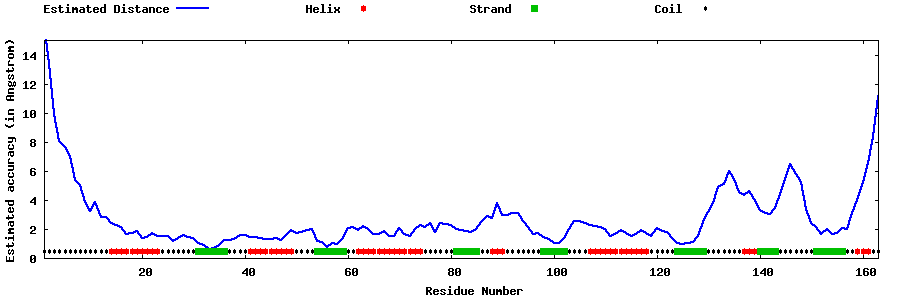 Estimated Distance Helix Strand Coil
Estimated accuracy (in Angstrom)
14
12
10
8
6
4
2
0
20 40 60 80 100 120 140 160
Residue Number